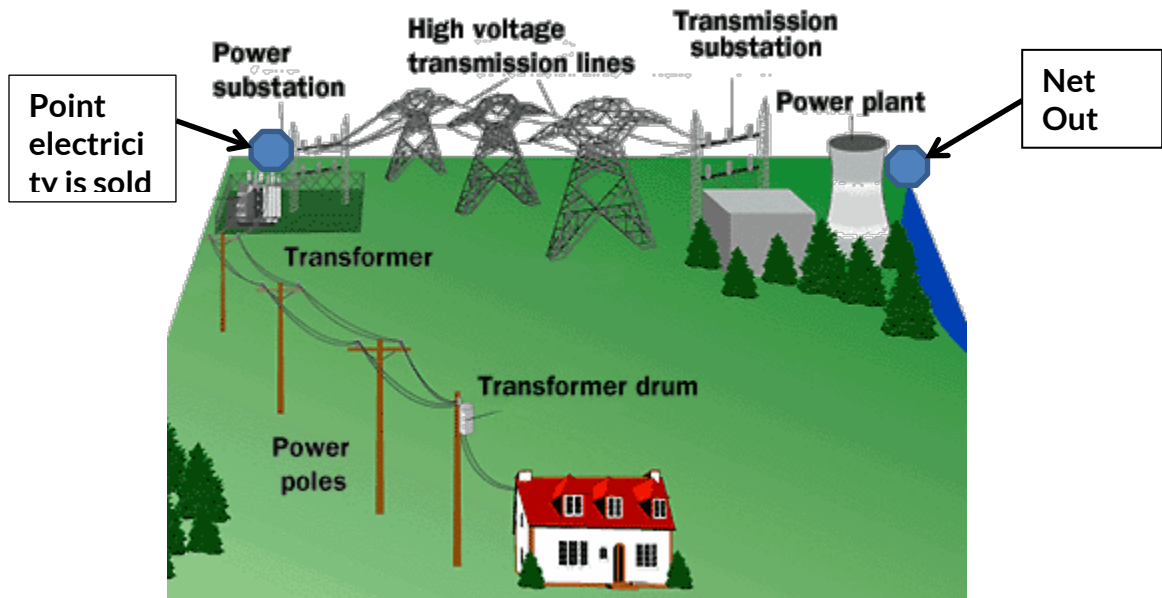 High voltage
transmission lines
Transmission
substation
Power
substation
Point
electrici
ty is sold
Power plant
Net
Out
Transformer
Transformer drum
Power
poles